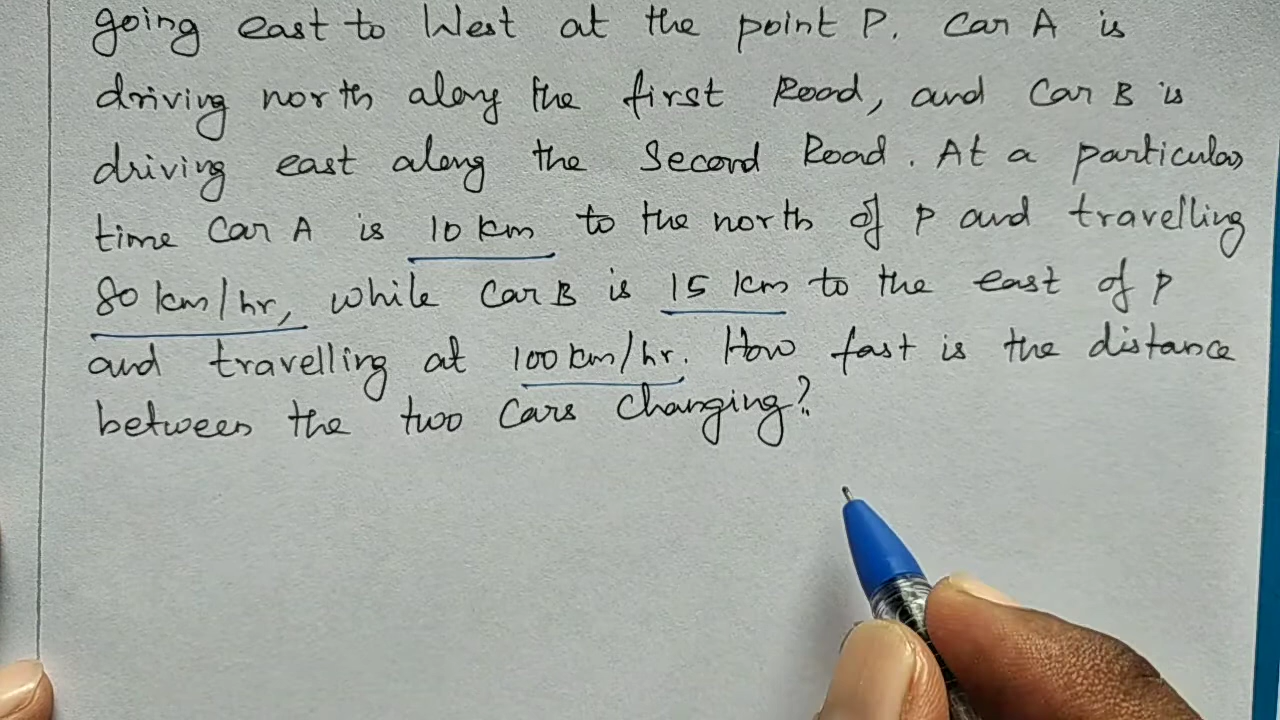 going east to West at the point P. Car A is
driving north along the first Road, and Car B is
driving east along the Second Road. At a particular
time Car A is 10 km to the north of P and travelling
80 km/hr, while Car B is 15 km to the east of P
and travelling at 100 km/hr. How fast is the distance
between the two Cars Changing?